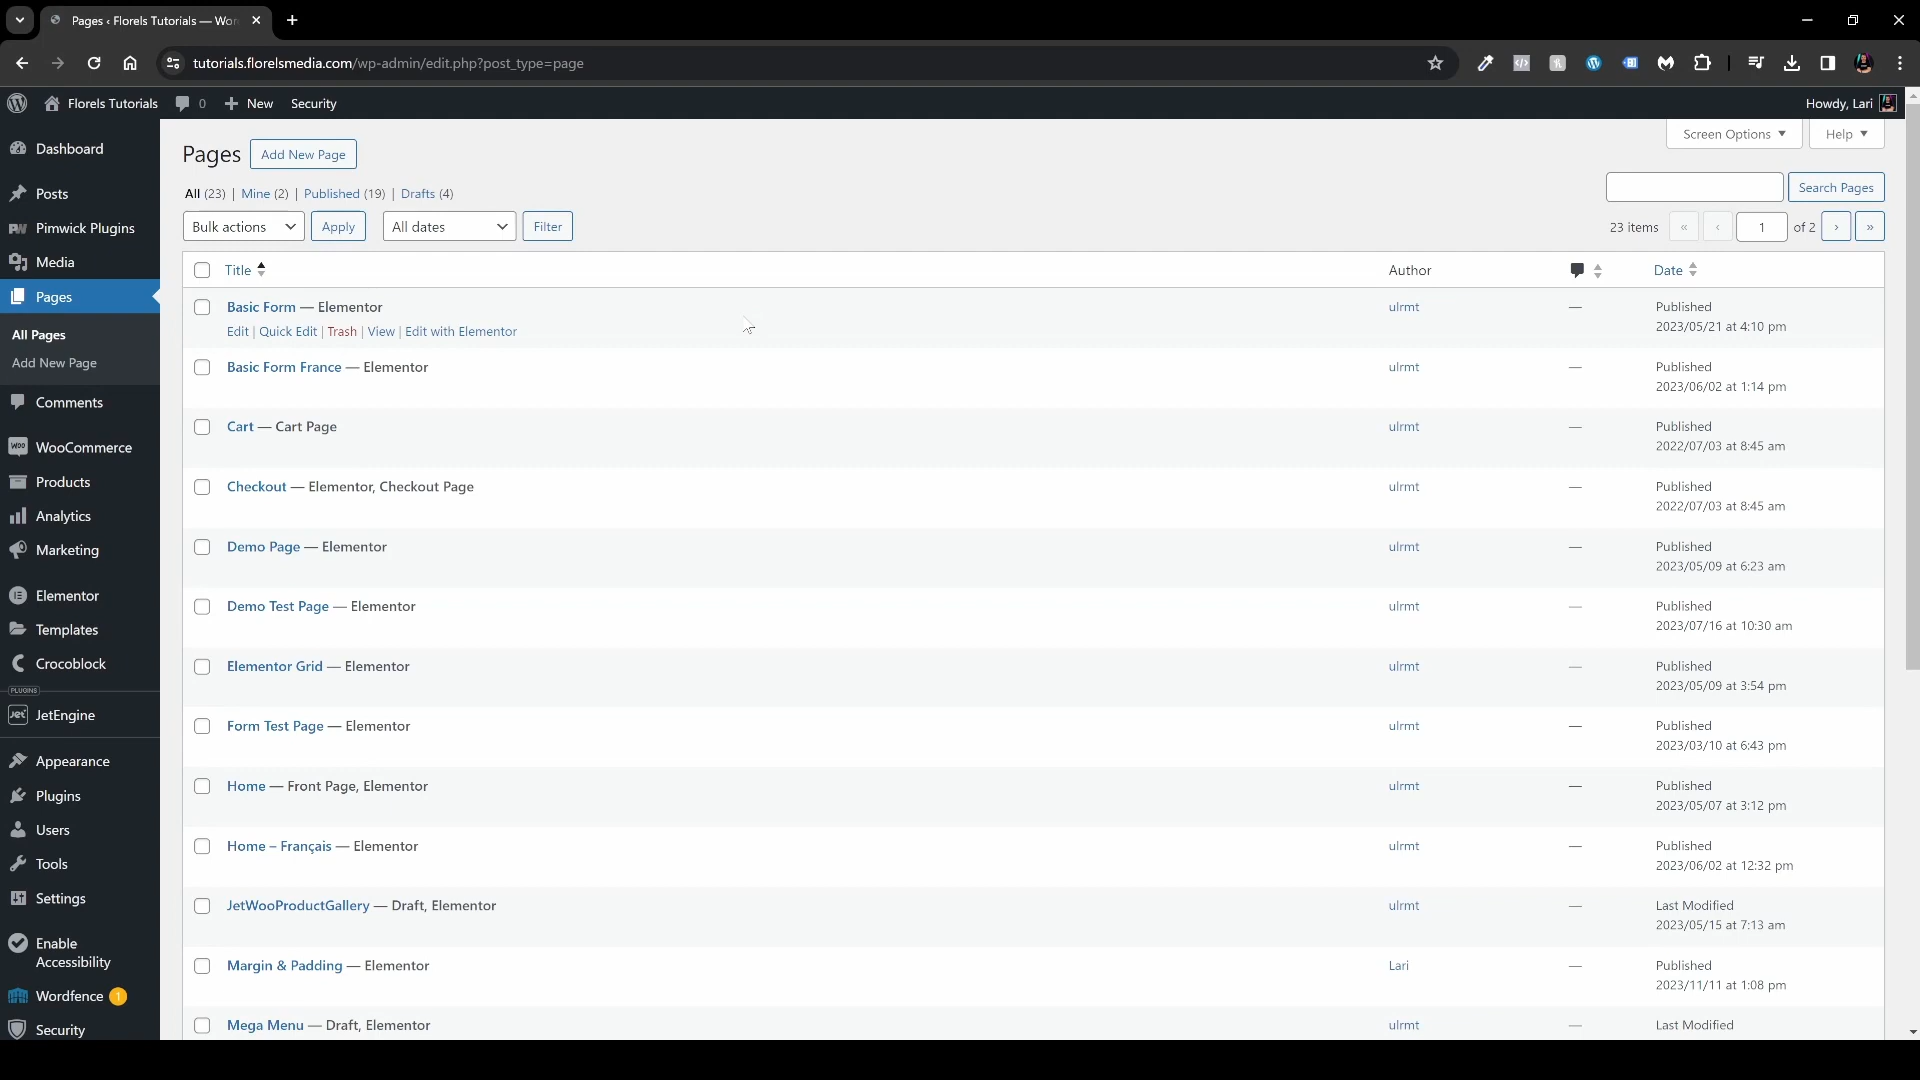 Pages ‹ Florels Tutorials — Wor
tutorials.florelsmedia.com/wp-admin/edit.php?post_type=page
Florels Tutorials 0 New Security Howdy, Lari
Dashboard
Posts
Pimwick Plugins
Media
Pages
All Pages
Add New Page
Comments
WooCommerce
Products
Analytics
Marketing
Elementor
Templates
Crocoblock
PLUGINS
Jet JetEngine
Appearance
Plugins
Users
Tools
Settings
Enable
Accessibility
Wordfence 1
Security
Screen Options Help
Pages Add New Page
All (23) | Mine (2) | Published (19) | Drafts (4)
Search Pages
Bulk actions Apply All dates Filter
23 items « ‹ 1 of 2 › »
Title Author Date
Basic Form — Elementor ulrmt — Published
Edit | Quick Edit | Trash | View | Edit with Elementor 2023/05/21 at 4:10 pm
Basic Form France — Elementor ulrmt — Published
2023/06/02 at 1:14 pm
Cart — Cart Page ulrmt — Published
2022/07/03 at 8:45 am
Checkout — Elementor, Checkout Page ulrmt — Published
2022/07/03 at 8:45 am
Demo Page — Elementor ulrmt — Published
2023/05/09 at 6:23 am
Demo Test Page — Elementor ulrmt — Published
2023/07/16 at 10:30 am
Elementor Grid — Elementor ulrmt — Published
2023/05/09 at 3:54 pm
Form Test Page — Elementor ulrmt — Published
2023/03/10 at 6:43 pm
Home — Front Page, Elementor ulrmt — Published
2023/05/07 at 3:12 pm
Home – Français — Elementor ulrmt — Published
2023/06/02 at 12:32 pm
JetWooProductGallery — Draft, Elementor ulrmt — Last Modified
2023/05/15 at 7:13 am
Margin & Padding — Elementor Lari — Published
2023/11/11 at 1:08 pm
Mega Menu — Draft, Elementor ulrmt — Last Modified